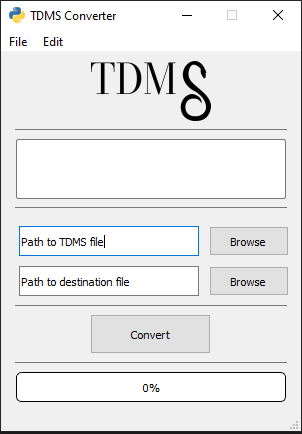 TDMS Converter
File Edit
TDMS
Path to TDMS file
Browse
Path to destination file
Browse
Convert
0%